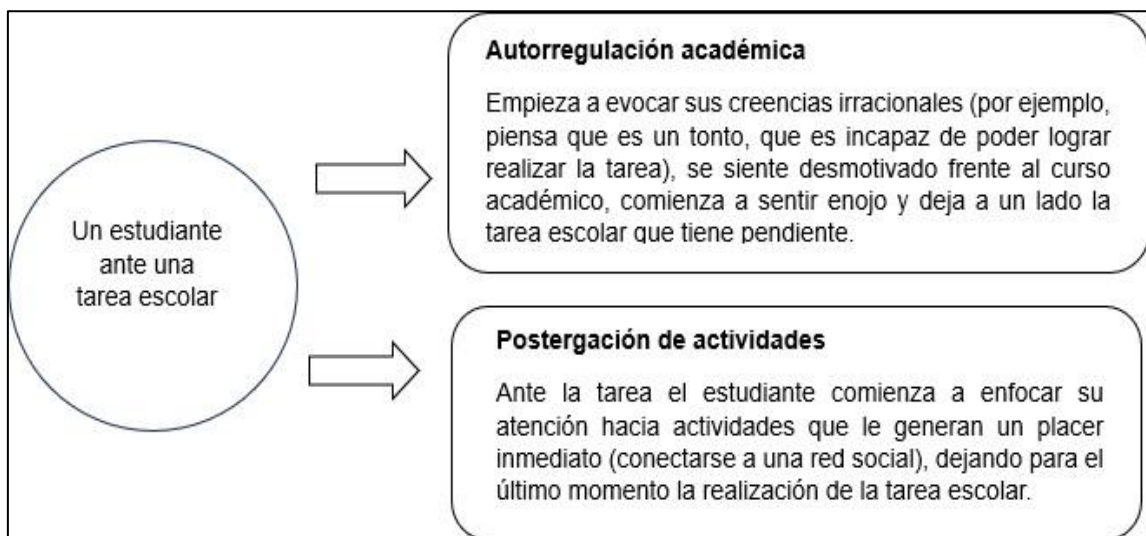 Un estudiante
ante una
tarea escolar
Autorregulación académica
Empieza a evocar sus creencias irracionales (por ejemplo,
piensa que es un tonto, que es incapaz de poder lograr
realizar la tarea), se siente desmotivado frente al curso
académico, comienza a sentir enojo y deja a un lado la
tarea escolar que tiene pendiente.
Postergación de actividades
Ante la tarea el estudiante comienza a enfocar su
atención hacia actividades que le generan un placer
inmediato (conectarse a una red social), dejando para el
último momento la realización de la tarea escolar.